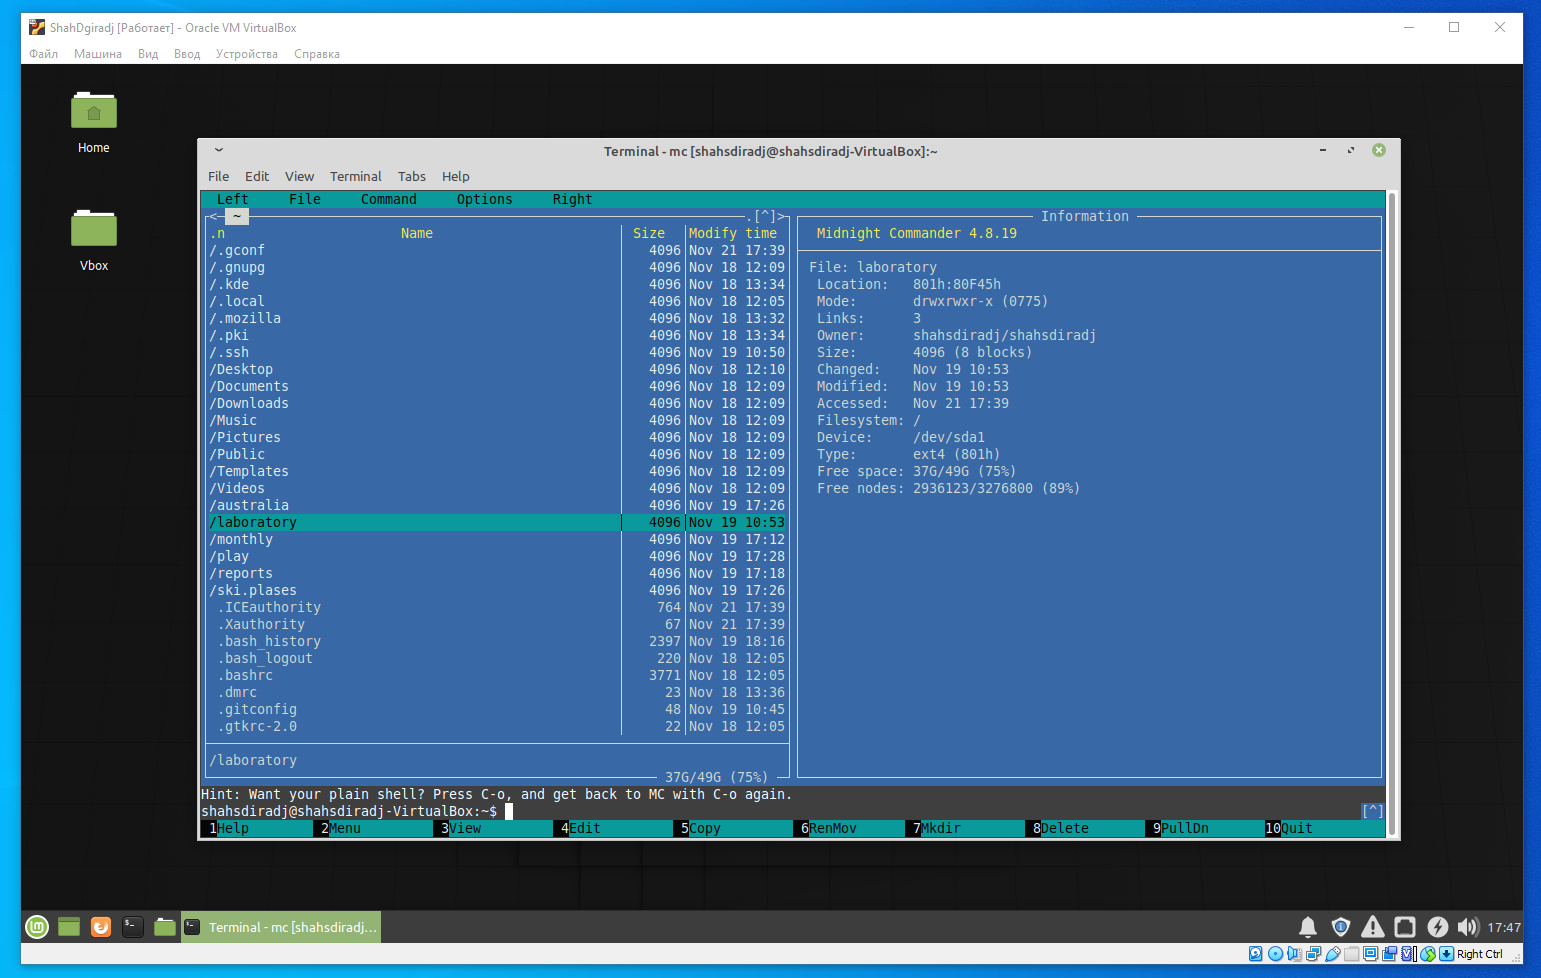 ShahDgiradj [Работает] - Oracle VM VirtualBox
Файл Машина Вид Ввод Устройства Справка
Home
Vbox
Terminal - mc [shahsdiradj@shahsdiradj-VirtualBox]:~
File Edit View Terminal Tabs Help
Left File Command Options Right
<- ~ .[^]>
.n Name Size Modify time
/.gconf 4096 Nov 21 17:39
/.gnupg 4096 Nov 18 12:09
/.kde 4096 Nov 18 13:34
/.local 4096 Nov 18 12:05
/.mozilla 4096 Nov 18 13:32
/.pki 4096 Nov 18 13:34
/.ssh 4096 Nov 19 10:50
/Desktop 4096 Nov 18 12:10
/Documents 4096 Nov 18 12:09
/Downloads 4096 Nov 18 12:09
/Music 4096 Nov 18 12:09
/Pictures 4096 Nov 18 12:09
/Public 4096 Nov 18 12:09
/Templates 4096 Nov 18 12:09
/Videos 4096 Nov 18 12:09
/australia 4096 Nov 19 17:26
/laboratory 4096 Nov 19 10:53
/monthly 4096 Nov 19 17:12
/play 4096 Nov 19 17:28
/reports 4096 Nov 19 17:18
/ski.plases 4096 Nov 19 17:26
.ICEauthority 764 Nov 21 17:39
.Xauthority 67 Nov 21 17:39
.bash_history 2397 Nov 19 18:16
.bash_logout 220 Nov 18 12:05
.bashrc 3771 Nov 18 12:05
.dmrc 23 Nov 18 13:36
.gitconfig 48 Nov 19 10:45
.gtkrc-2.0 22 Nov 18 12:05
/laboratory
37G/49G (75%)
Information
Midnight Commander 4.8.19
File: laboratory
Location: 801h:80F45h
Mode: drwxrwxr-x (0775)
Links: 3
Owner: shahsdiradj/shahsdiradj
Size: 4096 (8 blocks)
Changed: Nov 19 10:53
Modified: Nov 19 10:53
Accessed: Nov 21 17:39
Filesystem: /
Device: /dev/sda1
Type: ext4 (801h)
Free space: 37G/49G (75%)
Free nodes: 2936123/3276800 (89%)
Hint: Want your plain shell? Press C-o, and get back to MC with C-o again.
shahsdiradj@shahsdiradj-VirtualBox:~$ [^]
1Help 2Menu 3View 4Edit 5Copy 6RenMov 7Mkdir 8Delete 9PullDn 10Quit
Terminal - mc [shahsdiradj... 17:47
Right Ctrl